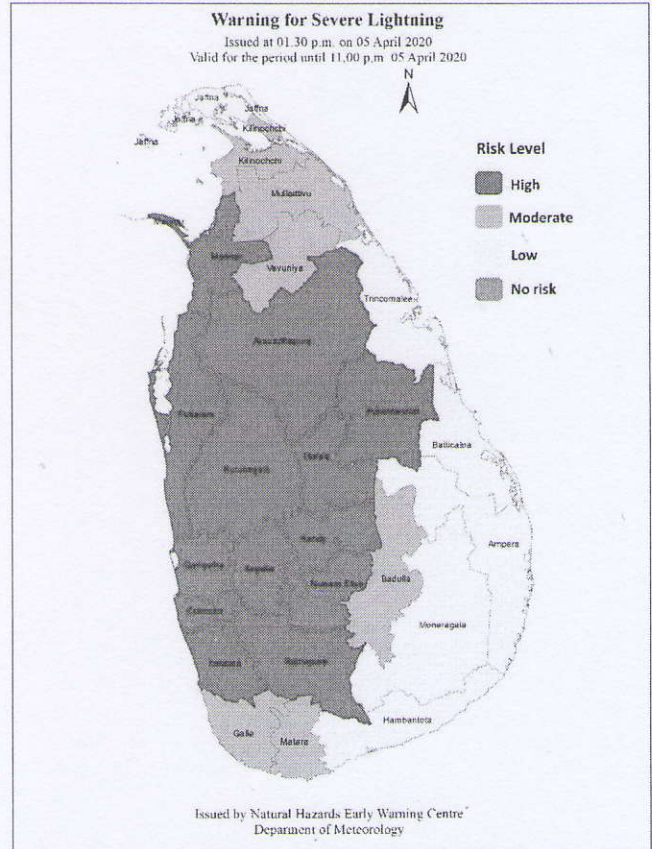 Warning for Severe Lightning
Issued at 01.30 p.m. on 05 April 2020
Valid for the period until 11.00 p.m 05 April 2020
N
Jaffna
Jaffna
Jaffna
Kilinochchi
Jaffna
Kilinochchi
Mullaitivu
Risk Level
High
Moderate
Low
No risk
Mannar
Vavuniya
Trincomalee
Anuradhapura
Puttalam
Polonnaruwa
Matale
Batticaloa
Kurunegala
Kandy
Ampara
Gampaha
Kegalle
Nuwara Eliya
Badulla
Colombo
Moneragala
Kalutara
Ratnapura
Hambantota
Galle
Matara
Issued by Natural Hazards Early Warning Centre
Deparment of Meteorology